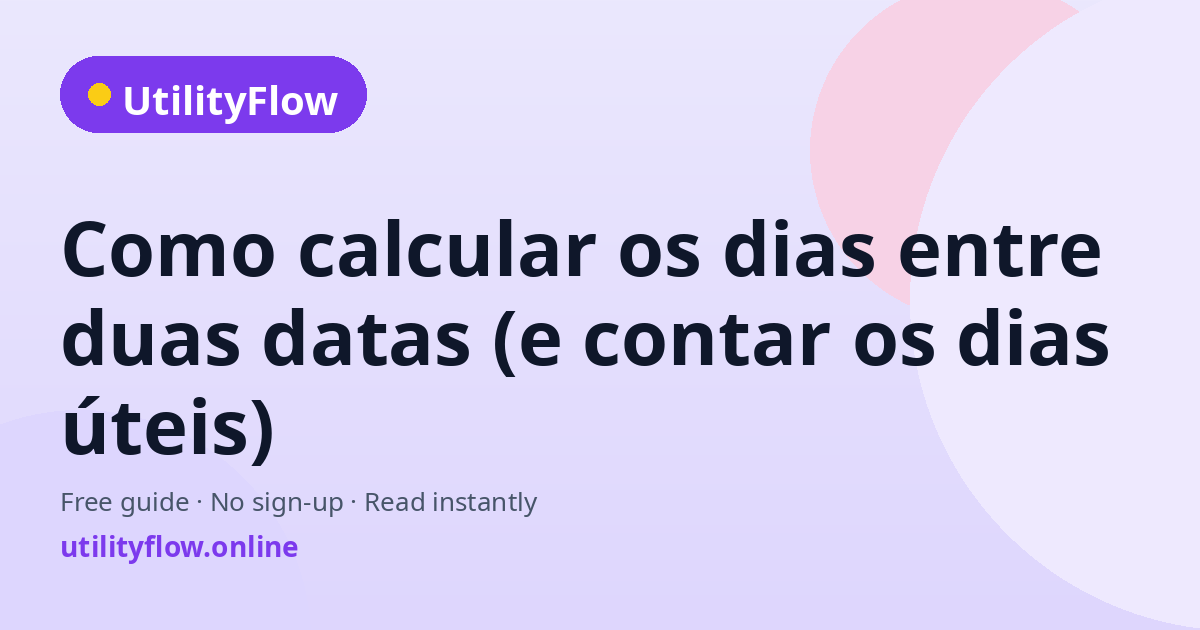 UtilityFlow
Como calcular os dias entre
duas datas (e contar os dias
úteis)
Free guide · No sign-up · Read instantly
utilityflow.online